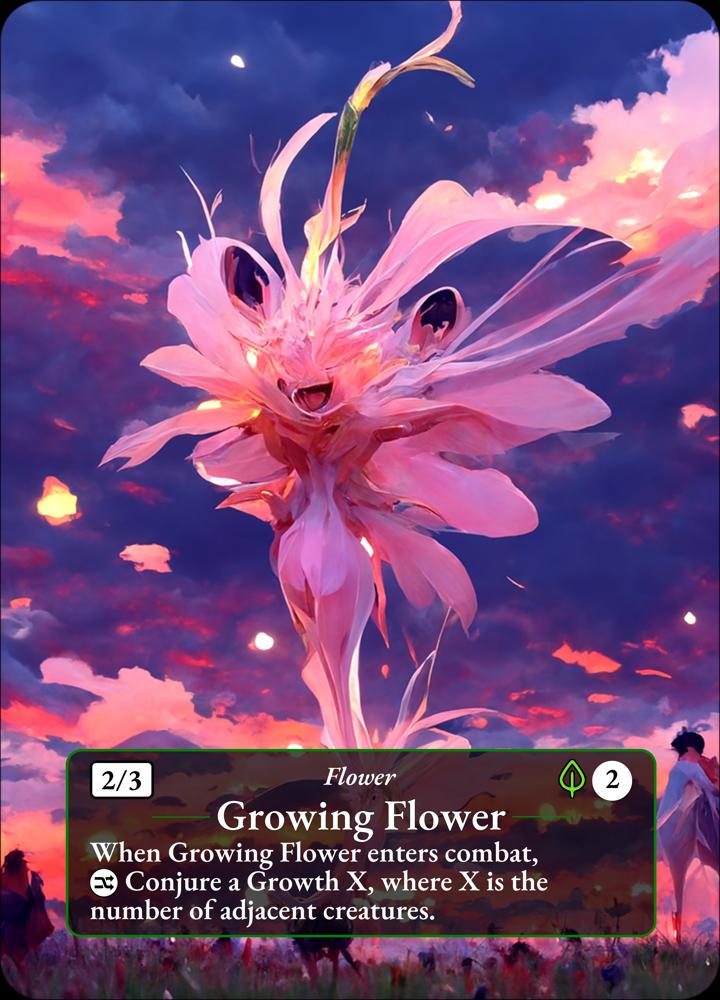 2/3
Flower
2
Growing Flower
When Growing Flower enters combat,
Conjure a Growth X, where X is the
number of adjacent creatures.